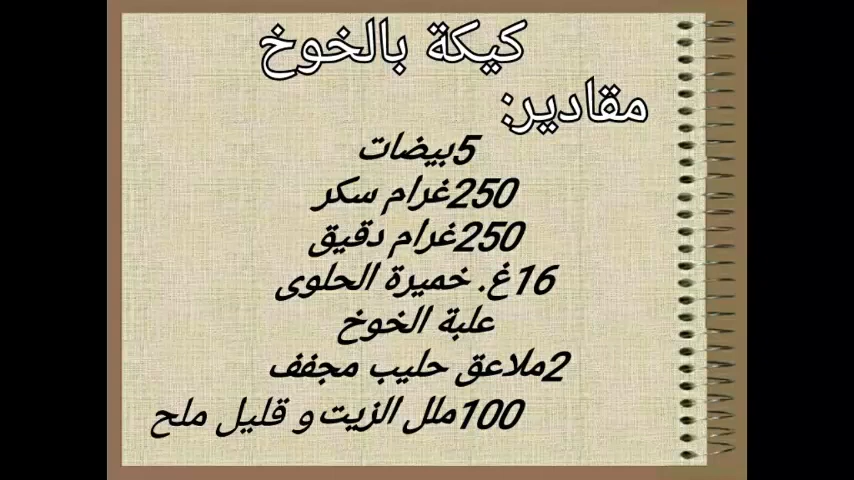 كيكة بالخوخ
مقادير:
5بيضات
250غرام سكر
250غرام دقيق
16غ. خميرة الحلوى
علبة الخوخ
2ملاعق حليب مجفف
100ملل الزيت و قليل ملح